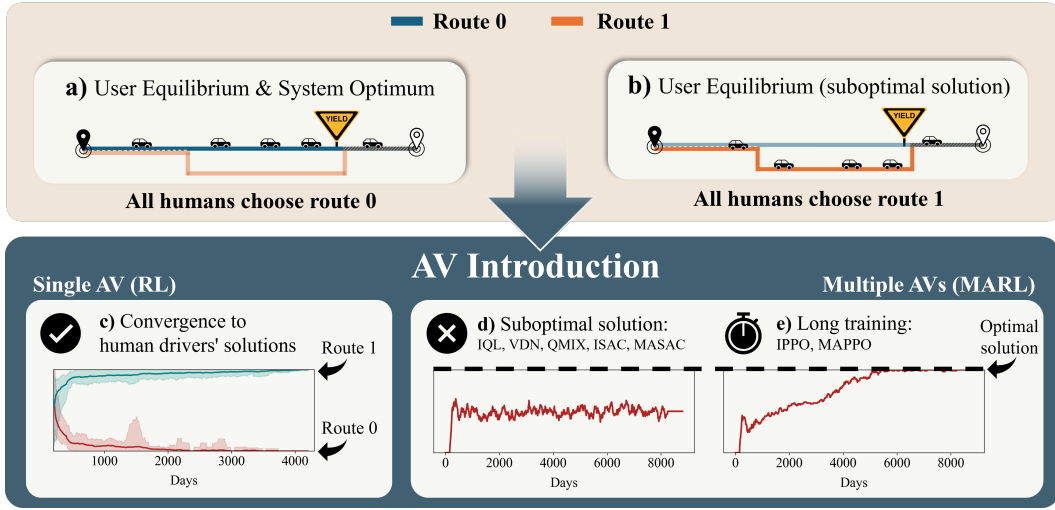 Route 0
Route 1
a) User Equilibrium & System Optimum
YIELD
All humans choose route 0
b) User Equilibrium (suboptimal solution)
YIELD
All humans choose route 1
AV Introduction
Single AV (RL)
Multiple AVs (MARL)
c) Convergence to
human drivers' solutions
Route 1
Route 0
1000 2000 3000 4000
Days
d) Suboptimal solution:
IQL, VDN, QMIX, ISAC, MASAC
0 2000 4000 6000 8000
Days
e) Long training:
IPPO, MAPPO
Optimal
solution
0 2000 4000 6000 8000
Days